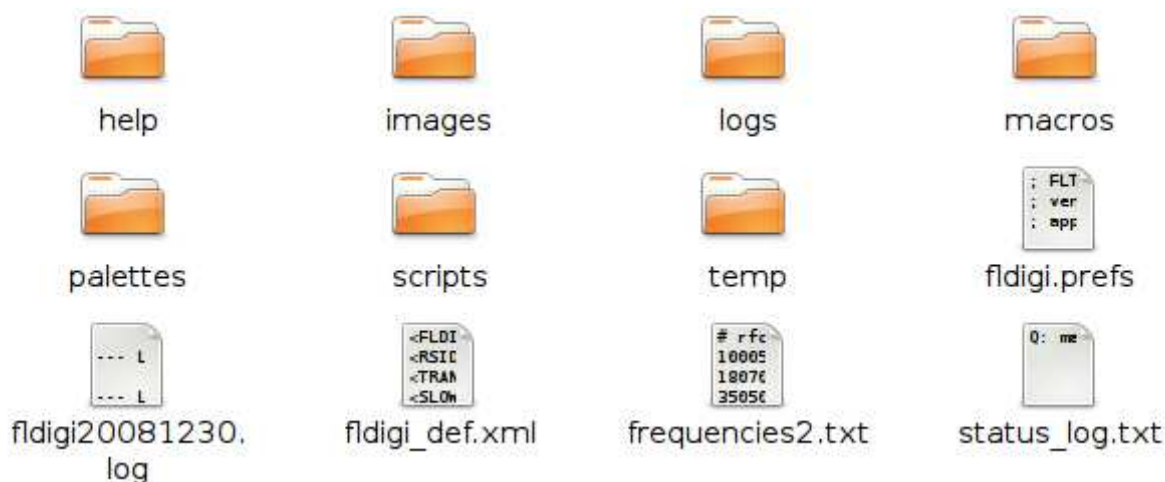 help
images
logs
macros
palettes
scripts
temp
; FLT
; ver
; app
fldigi.prefs
--- L
--- L
fldigi20081230.
log
<FLDI
<RSID
<TRAN
<SLOW
fldigi_def.xml
# rfc
10005
18076
35050
frequencies2.txt
Q: me
status_log.txt